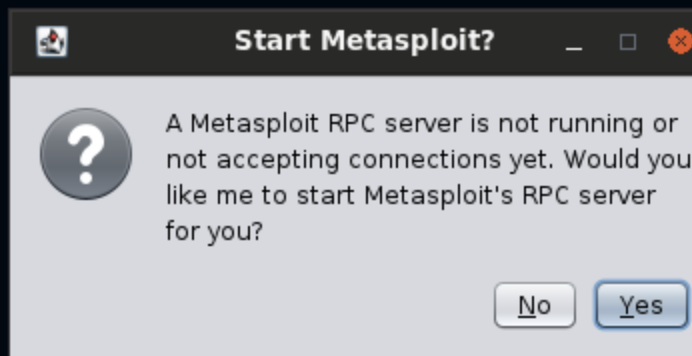 Start Metasploit?
A Metasploit RPC server is not running or
not accepting connections yet. Would you
like me to start Metasploit's RPC server
for you?
No Yes